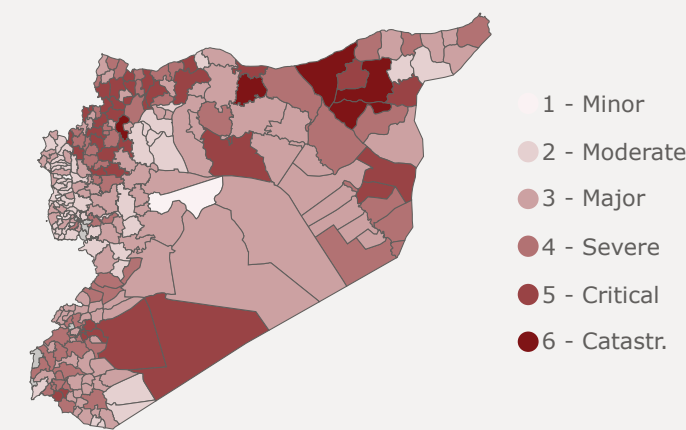 1 - Minor
2 - Moderate
3 - Major
4 - Severe
5 - Critical
6 - Catastr.